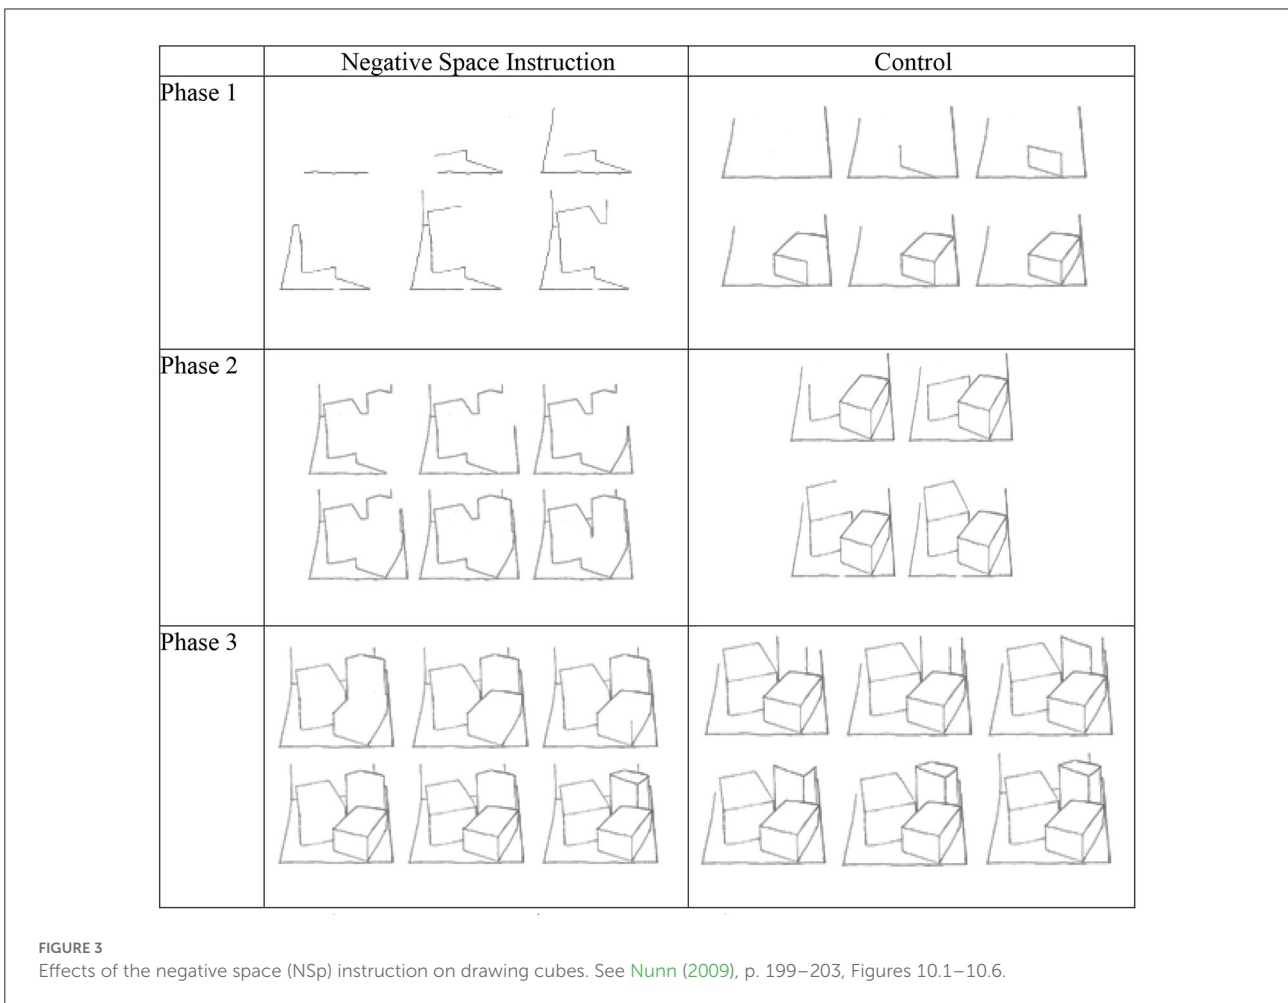 Negative Space Instruction Control
Phase 1
Phase 2
Phase 3
FIGURE 3
Effects of the negative space (NSp) instruction on drawing cubes. See Nunn (2009), p. 199–203, Figures 10.1–10.6.